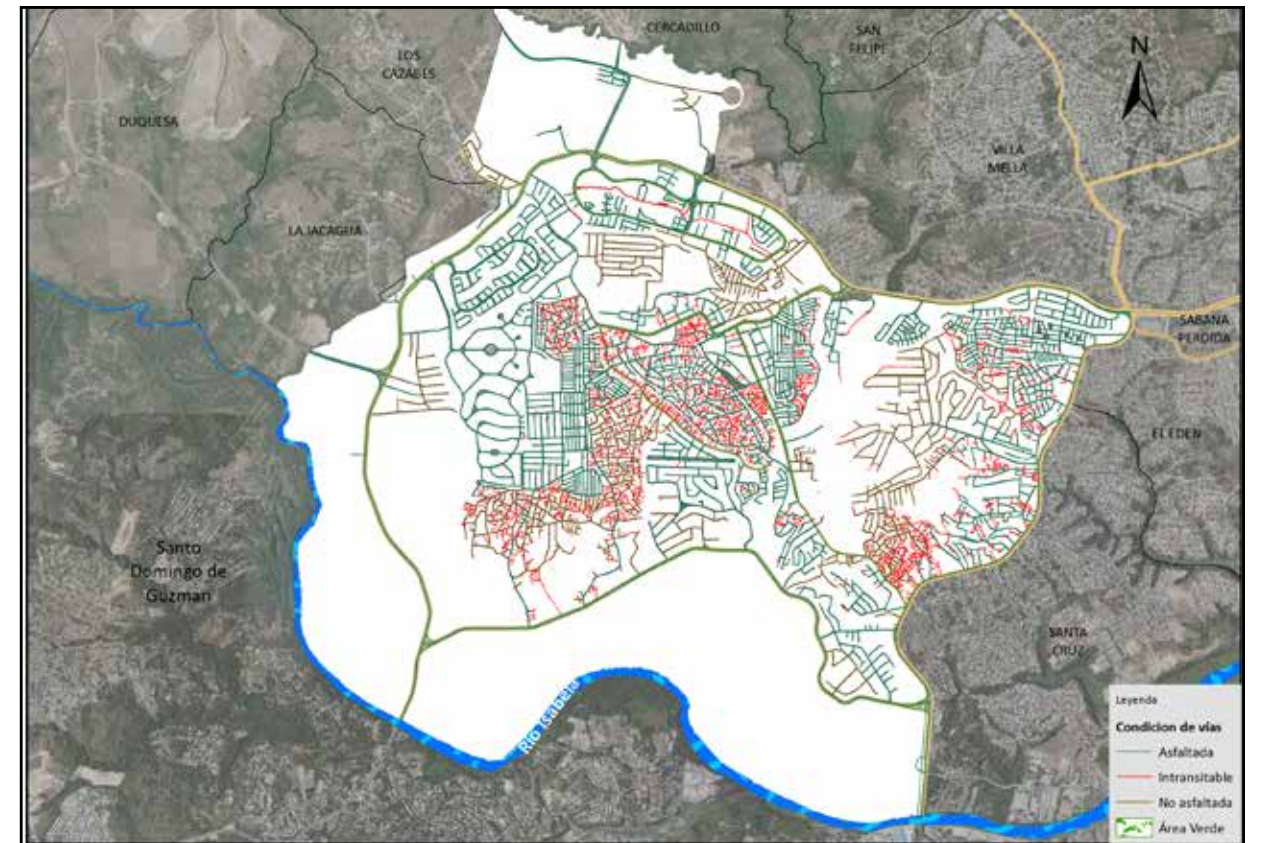 CERCADILLO
SAN
FELIPE
N
LOS
CAZABES
DUQUESA
VILLA
MELLA
LA JACAGUA
SABANA
PERDIDA
EL EDEN
Santo
Domingo de
Guzman
SANTA
CRUZ
Río Isabela
Leyenda
Condicion de vías
Asfaltada
Intransitable
No asfaltada
Área Verde